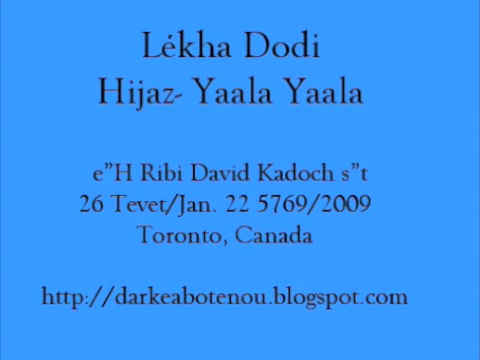 Lékha Dodi
Hijaz- Yaala Yaala
e”H Ribi David Kadoch s”t
26 Tevet/Jan. 22 5769/2009
Toronto, Canada
http://darkeabotenou.blogspot.com